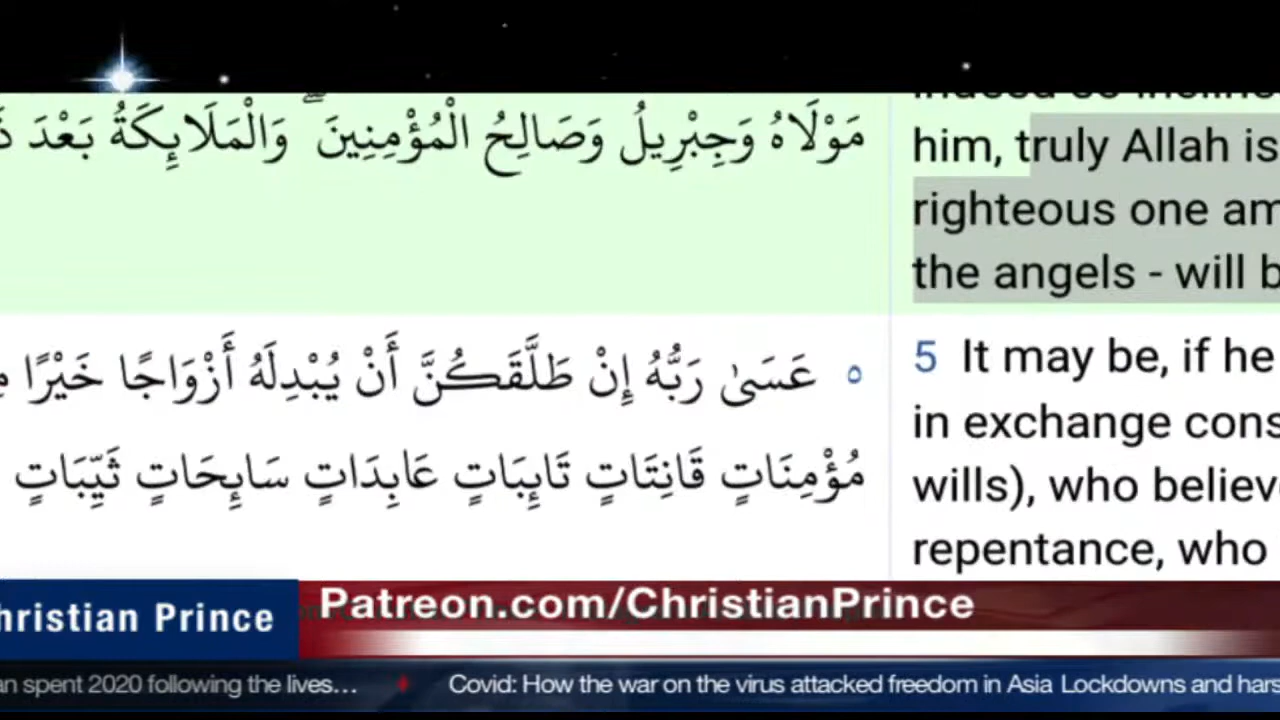 مَوْلَاهُ وَجِبْرِيلُ وَصَالِحُ الْمُؤْمِنِينَ ۖ وَالْمَلَائِكَةُ بَعْدَ
him, truly Allah is
righteous one am
the angels - will b
٥ عَسَىٰ رَبُّهُ إِنْ طَلَّقَكُنَّ أَنْ يُبْدِلَهُ أَزْوَاجًا خَيْرًا
مُؤْمِنَاتٍ قَانِتَاتٍ تَائِبَاتٍ عَابِدَاتٍ سَائِحَاتٍ ثَيِّبَاتٍ
5 It may be, if he
in exchange cons
wills), who believe
repentance, who
hristian Prince
Patreon.com/ChristianPrince
an spent 2020 following the lives...
Covid: How the war on the virus attacked freedom in Asia Lockdowns and hars